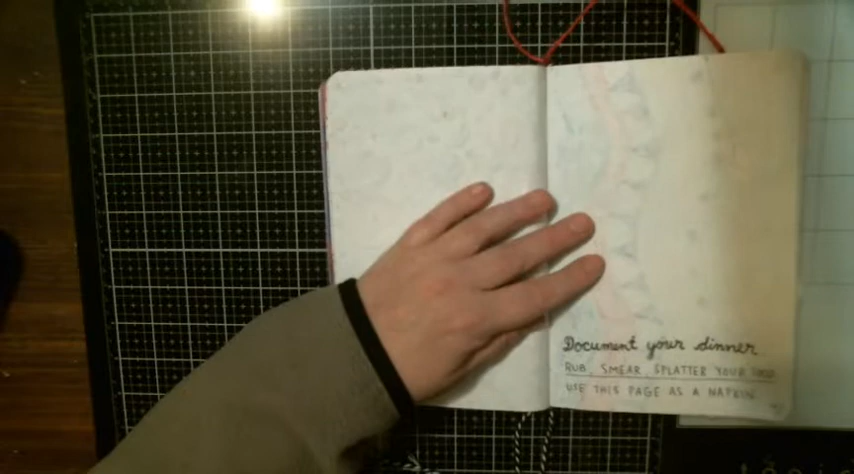 Document your dinner.
RUB, SMEAR, SPLATTER YOUR FOOD
USE THIS PAGE AS A NAPKIN.